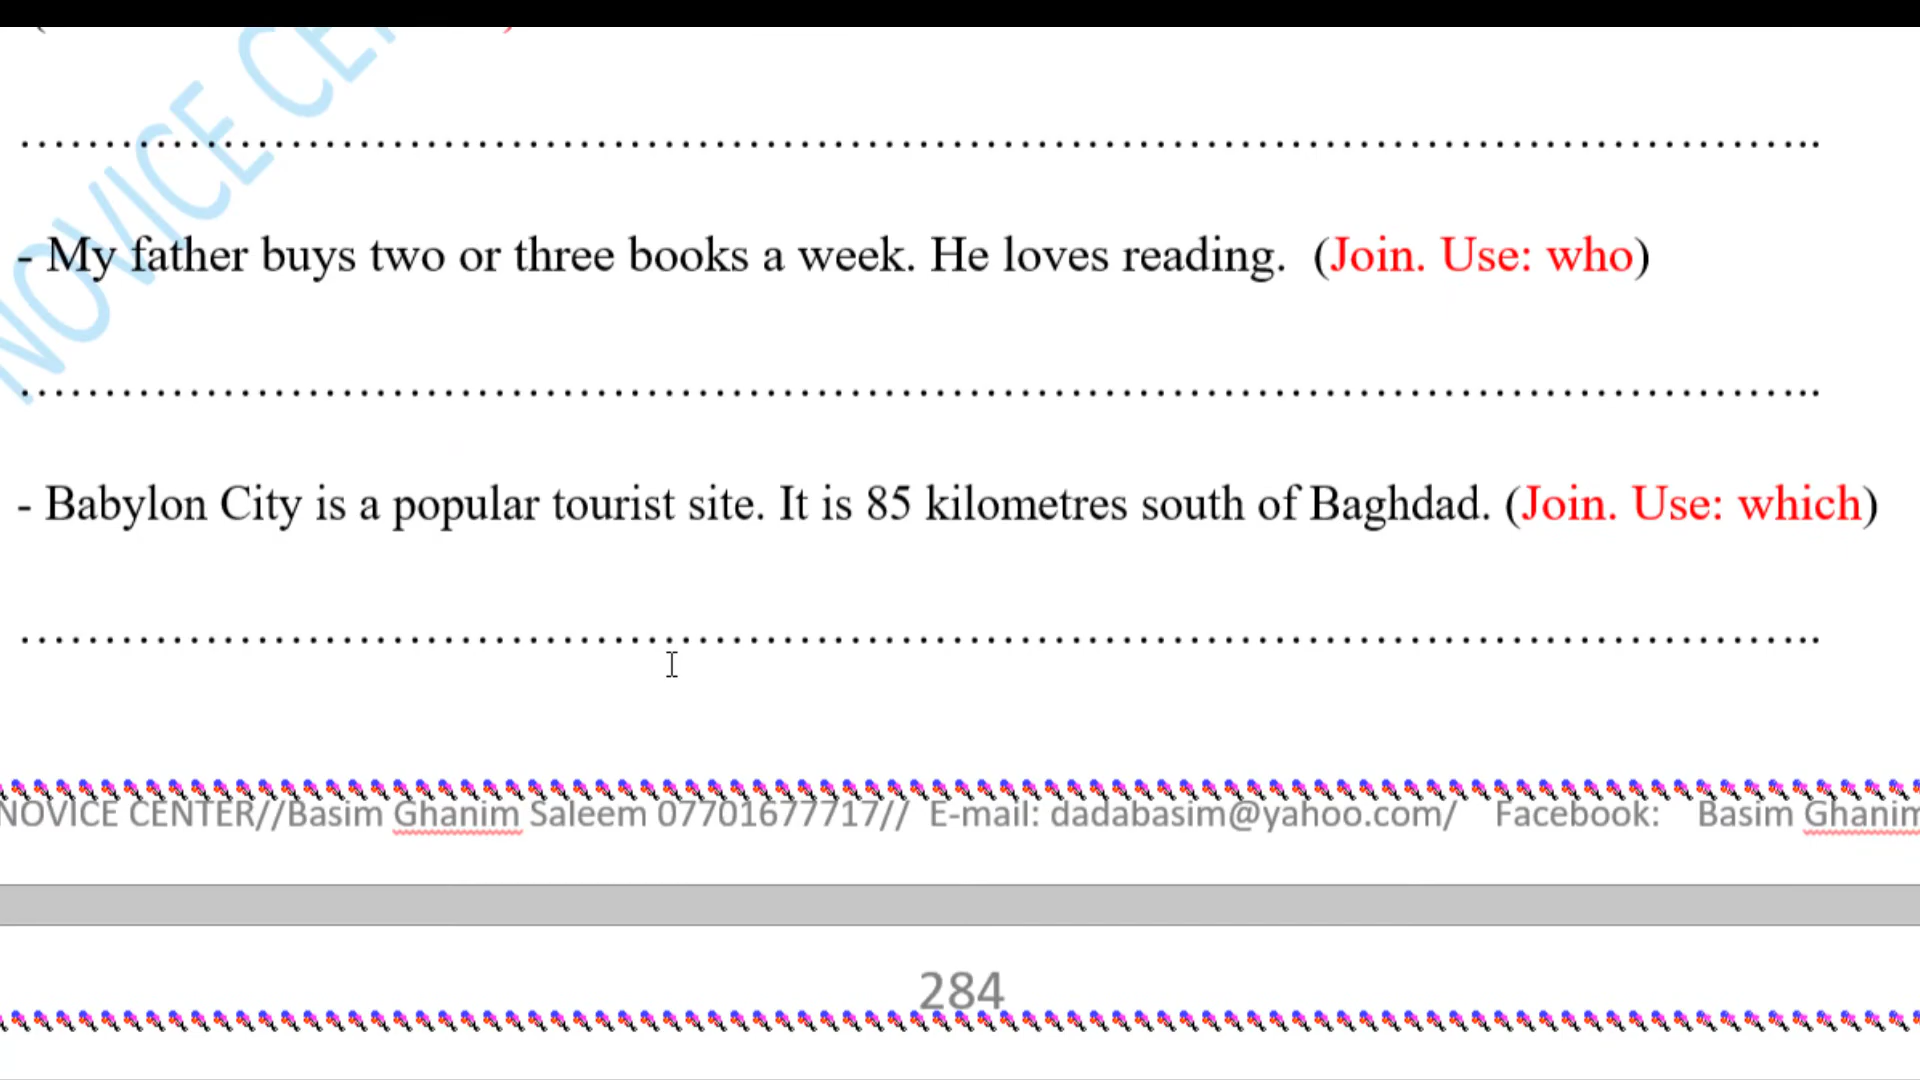 NOVICE CE
……………………………………………………………………………………………….
- My father buys two or three books a week. He loves reading. (Join. Use: who)
……………………………………………………………………………………………….
- Babylon City is a popular tourist site. It is 85 kilometres south of Baghdad. (Join. Use: which)
……………………………………………………………………………………………….
NOVICE CENTER//Basim Ghanim Saleem 07701677717// E-mail: dadabasim@yahoo.com/ Facebook: Basim Ghanim
284